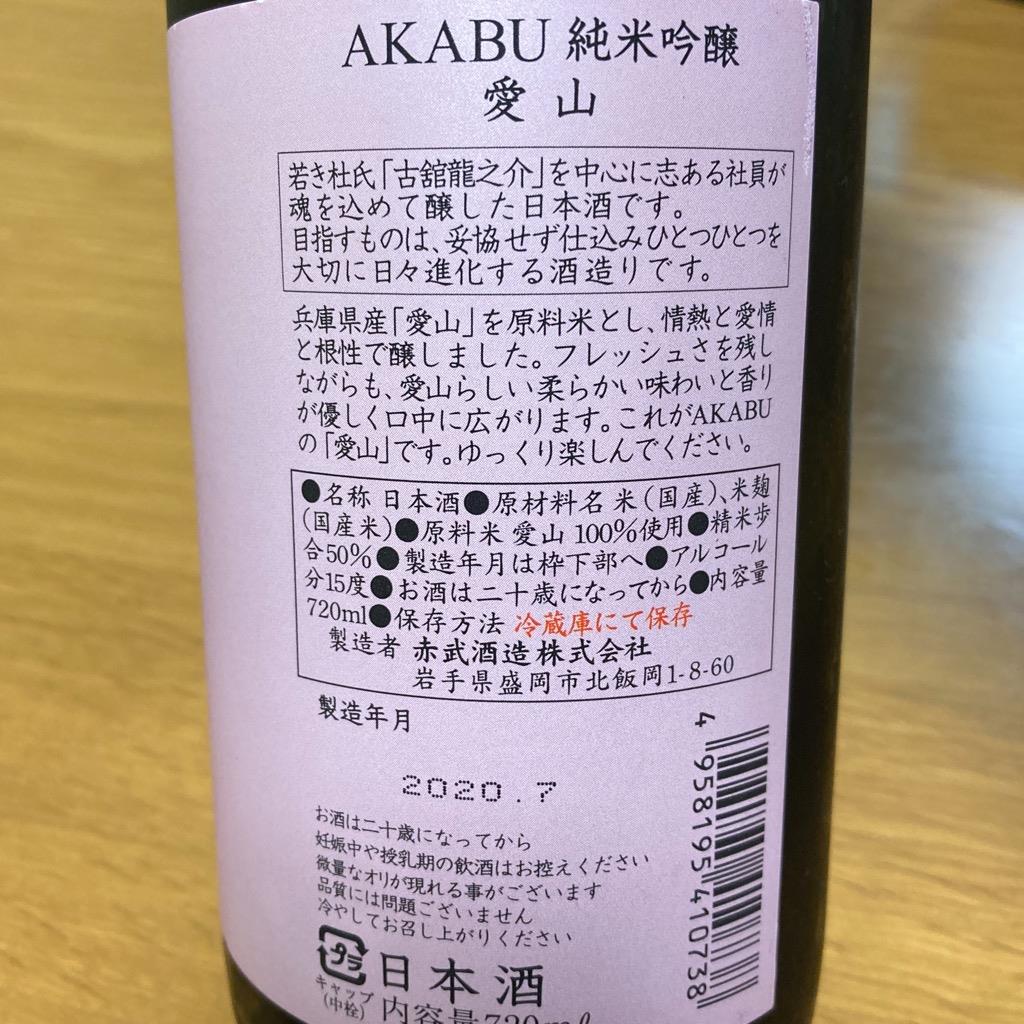 AKABU 純米吟醸
愛山
若き杜氏「古舘龍之介」を中心に志ある社員が
魂を込めて醸した日本酒です。
目指すものは、妥協せず仕込みひとつひとつを
大切に日々進化する酒造りです。
兵庫県産「愛山」を原料米とし、情熱と愛情
と根性で醸しました。フレッシュさを残し
ながらも、愛山らしい柔らかい味わいと香り
が優しく口中に広がります。これがAKABU
の「愛山」です。ゆっくり楽しんでください。
●名称 日本酒●原材料名 米(国産)、米麹
(国産米)●原料米 愛山 100%使用●精米歩
合50%●製造年月は枠下部へ●アルコール
分15度●お酒は二十歳になってから●内容量
720ml●保存方法 冷蔵庫にて保存
製造者 赤武酒造株式会社
岩手県盛岡市北飯岡1-8-60
製造年月
2020.7
お酒は二十歳になってから
妊娠中や授乳期の飲酒はお控えください
微量なオリが現れる事がございます
品質には問題ございません
冷やしてお召し上がりください
プラ
キャップ
(中栓)
日本酒
内容量720ml
4 958195 410738